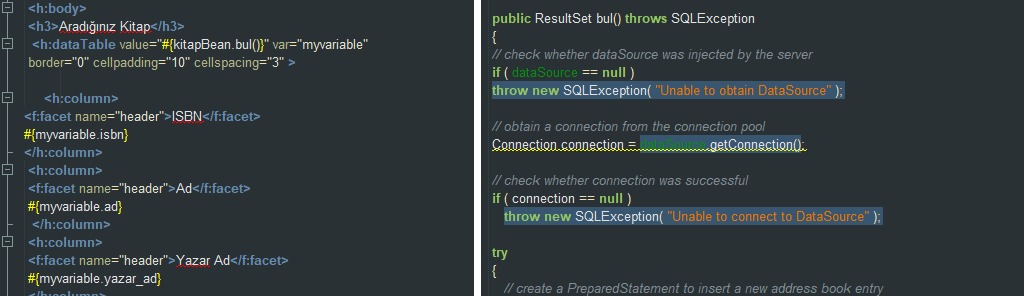 <h:body>
<h3>Aradığınız Kitap</h3>
<h:dataTable value="#{kitapBean.bul()}" var="myvariable"
border="0" cellpadding="10" cellspacing="3" >
<h:column>
<f:facet name="header">ISBN</f:facet>
#{myvariable.isbn}
</h:column>
<h:column>
<f:facet name="header">Ad</f:facet>
#{myvariable.ad}
</h:column>
<h:column>
<f:facet name="header">Yazar Ad</f:facet>
#{myvariable.yazar_ad}
</h:column>
public ResultSet bul() throws SQLException
{
// check whether dataSource was injected by the server
if ( dataSource == null )
throw new SQLException( "Unable to obtain DataSource" );
// obtain a connection from the connection pool
Connection connection = dataSource.getConnection();
// check whether connection was successful
if ( connection == null )
throw new SQLException( "Unable to connect to DataSource" );
try
{
// create a PreparedStatement to insert a new address book entry